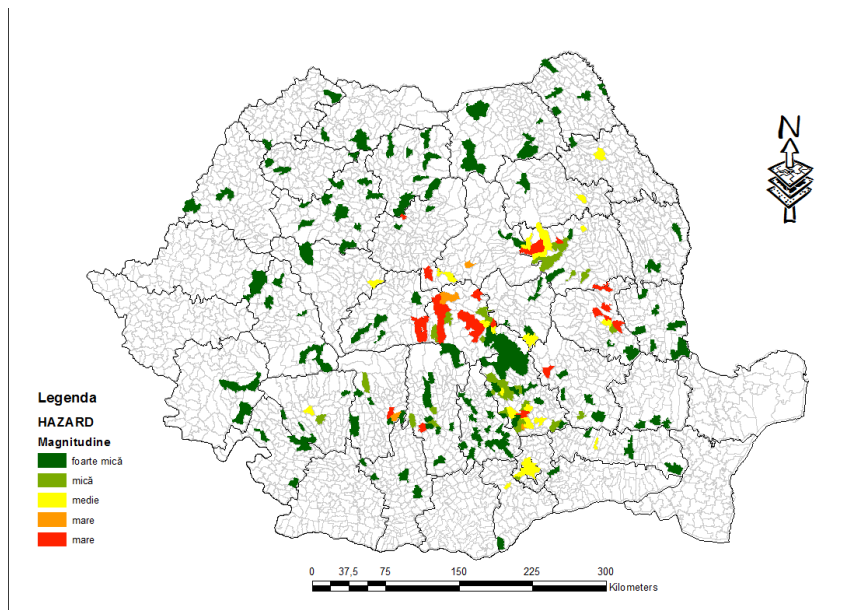 N
Legenda
HAZARD
Magnitudine
foarte mică
mică
medie
mare
mare
0 37,5 75 150 225 300
Kilometers